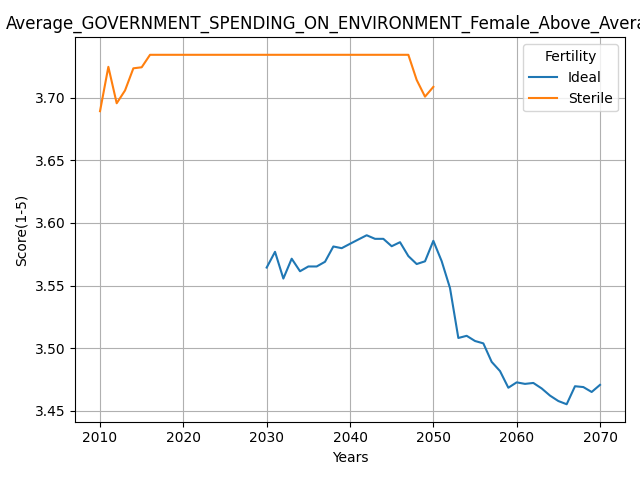 Average_GOVERNMENT_SPENDING_ON_ENVIRONMENT_Female_Above_Avera
Fertility
Ideal
Sterile
Score(1-5)
3.70
3.65
3.60
3.55
3.50
3.45
2010 2020 2030 2040 2050 2060 2070
Years